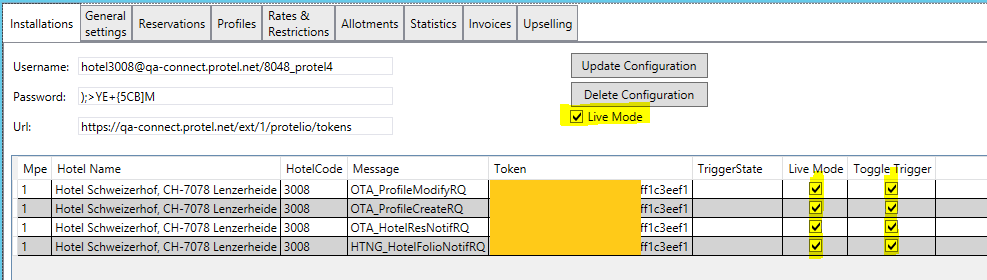 Installations
General settings
Reservations
Profiles
Rates & Restrictions
Allotments
Statistics
Invoices
Upselling
Username: hotel3008@qa-connect.protel.net/8048_protel4
Update Configuration
Password: );>YE+{5CB]M
Delete Configuration
Live Mode
Url: https://qa-connect.protel.net/ext/1/protelio/tokens
Mpe Hotel Name HotelCode Message Token TriggerState Live Mode Toggle Trigger
1 Hotel Schweizerhof, CH-7078 Lenzerheide 3008 OTA_ProfileModifyRQ ff1c3eef1
1 Hotel Schweizerhof, CH-7078 Lenzerheide 3008 OTA_ProfileCreateRQ ff1c3eef1
1 Hotel Schweizerhof, CH-7078 Lenzerheide 3008 OTA_HotelResNotifRQ ff1c3eef1
1 Hotel Schweizerhof, CH-7078 Lenzerheide 3008 HTNG_HotelFolioNotifRQ ff1c3eef1